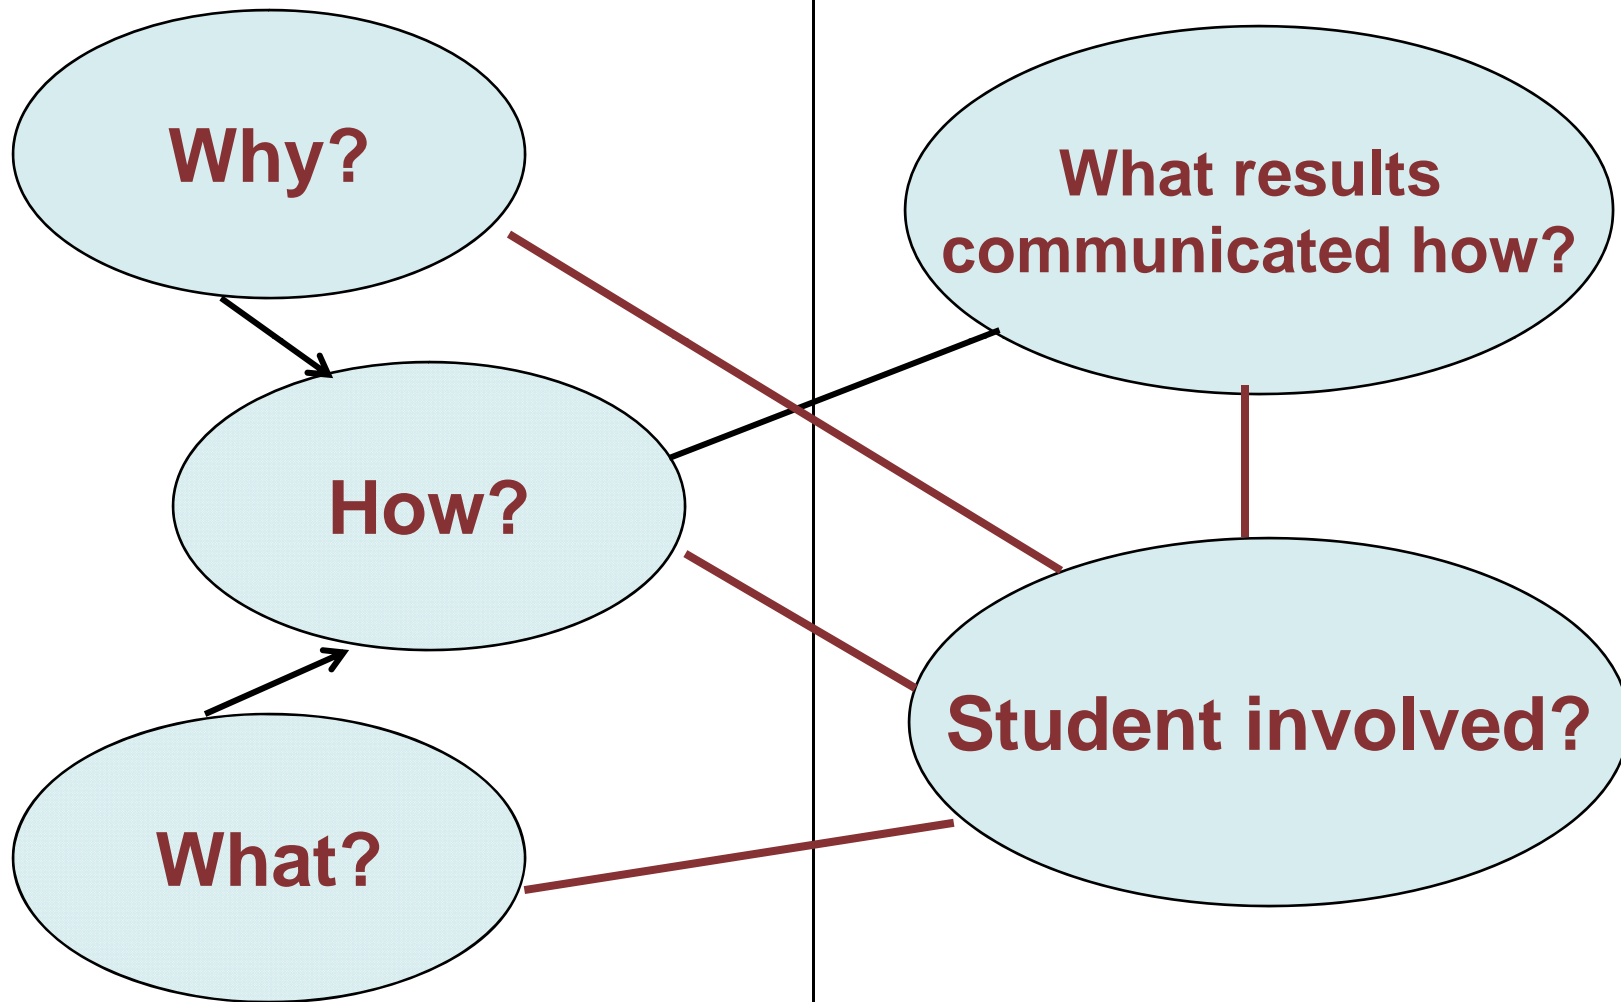 Why?
How?
What?
What results
communicated how?
Student involved?